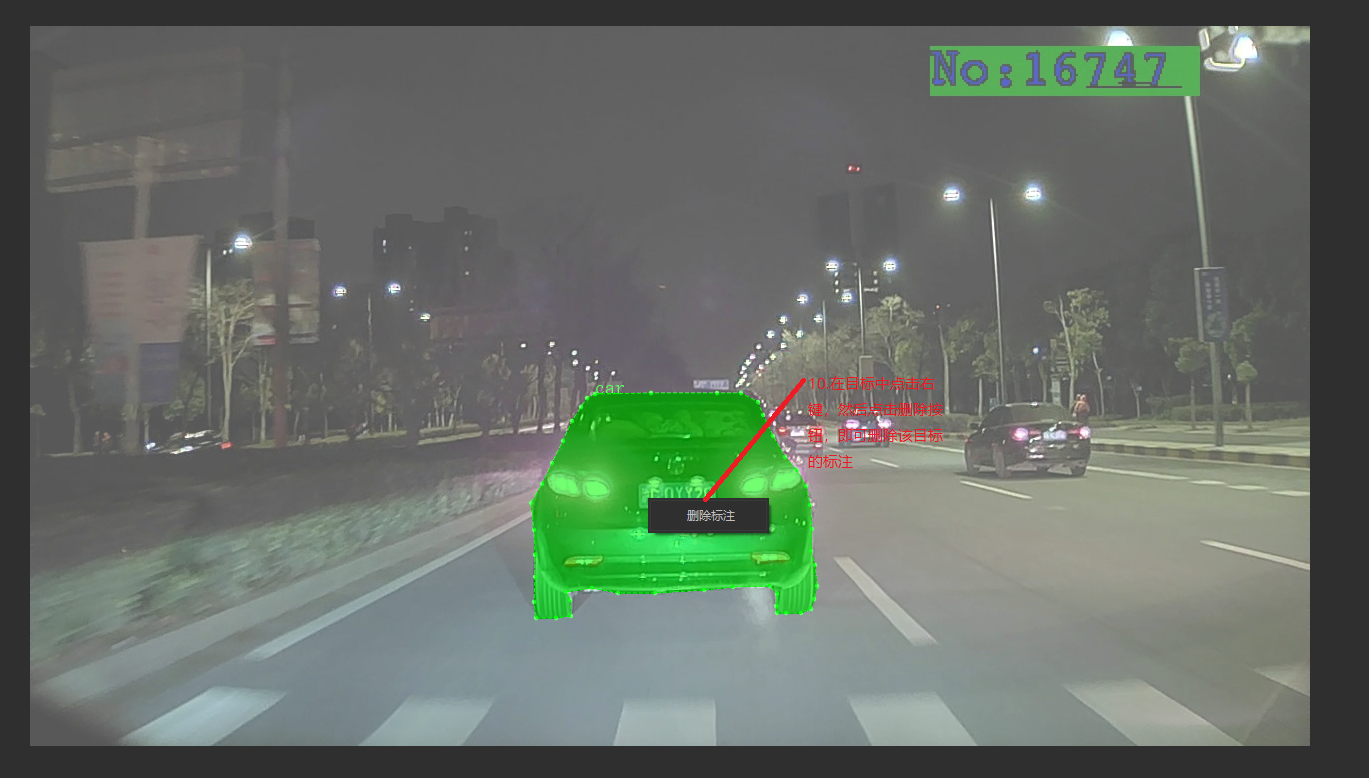 No:16747
car
10.在目标中点击右
键，然后点击删除按
钮，即可删除该目标
的标注
删除标注